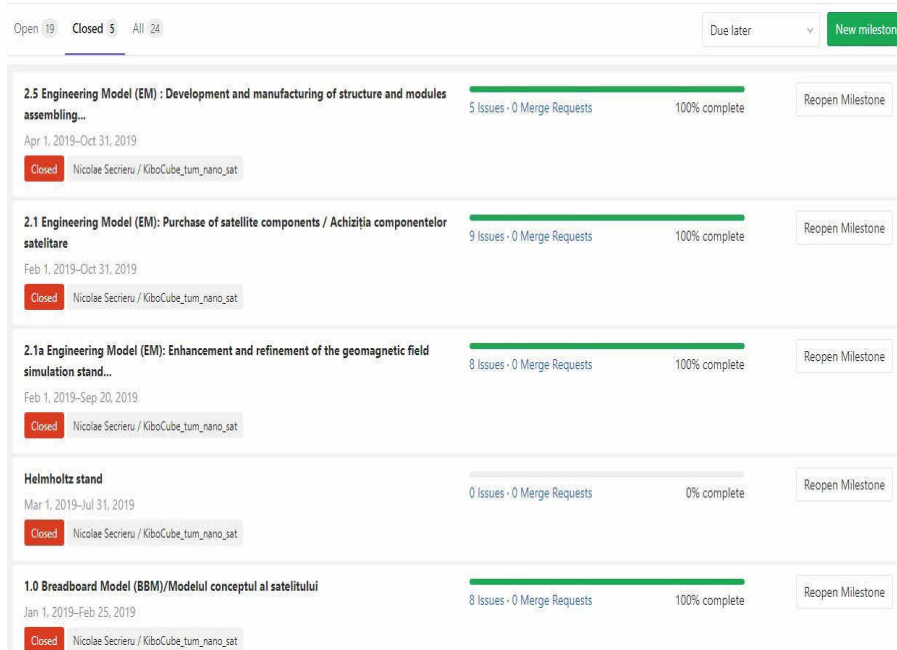 Open 19 Closed 5 All 24
Due later
New mileston
2.5 Engineering Model (EM) : Development and manufacturing of structure and modules
assembling...
Apr 1, 2019–Oct 31, 2019
Closed Nicolae Secrieru / KiboCube_tum_nano_sat
5 Issues · 0 Merge Requests
100% complete
Reopen Milestone
2.1 Engineering Model (EM): Purchase of satellite components / Achiziția componentelor
satelitare
Feb 1, 2019–Oct 31, 2019
Closed Nicolae Secrieru / KiboCube_tum_nano_sat
9 Issues · 0 Merge Requests
100% complete
Reopen Milestone
2.1a Engineering Model (EM): Enhancement and refinement of the geomagnetic field
simulation stand...
Feb 1, 2019–Sep 20, 2019
Closed Nicolae Secrieru / KiboCube_tum_nano_sat
8 Issues · 0 Merge Requests
100% complete
Reopen Milestone
Helmholtz stand
Mar 1, 2019–Jul 31, 2019
Closed Nicolae Secrieru / KiboCube_tum_nano_sat
0 Issues · 0 Merge Requests
0% complete
Reopen Milestone
1.0 Breadboard Model (BBM)/Modelul conceptul al satelitului
Jan 1, 2019–Feb 25, 2019
Closed Nicolae Secrieru / KiboCube_tum_nano_sat
8 Issues · 0 Merge Requests
100% complete
Reopen Milestone